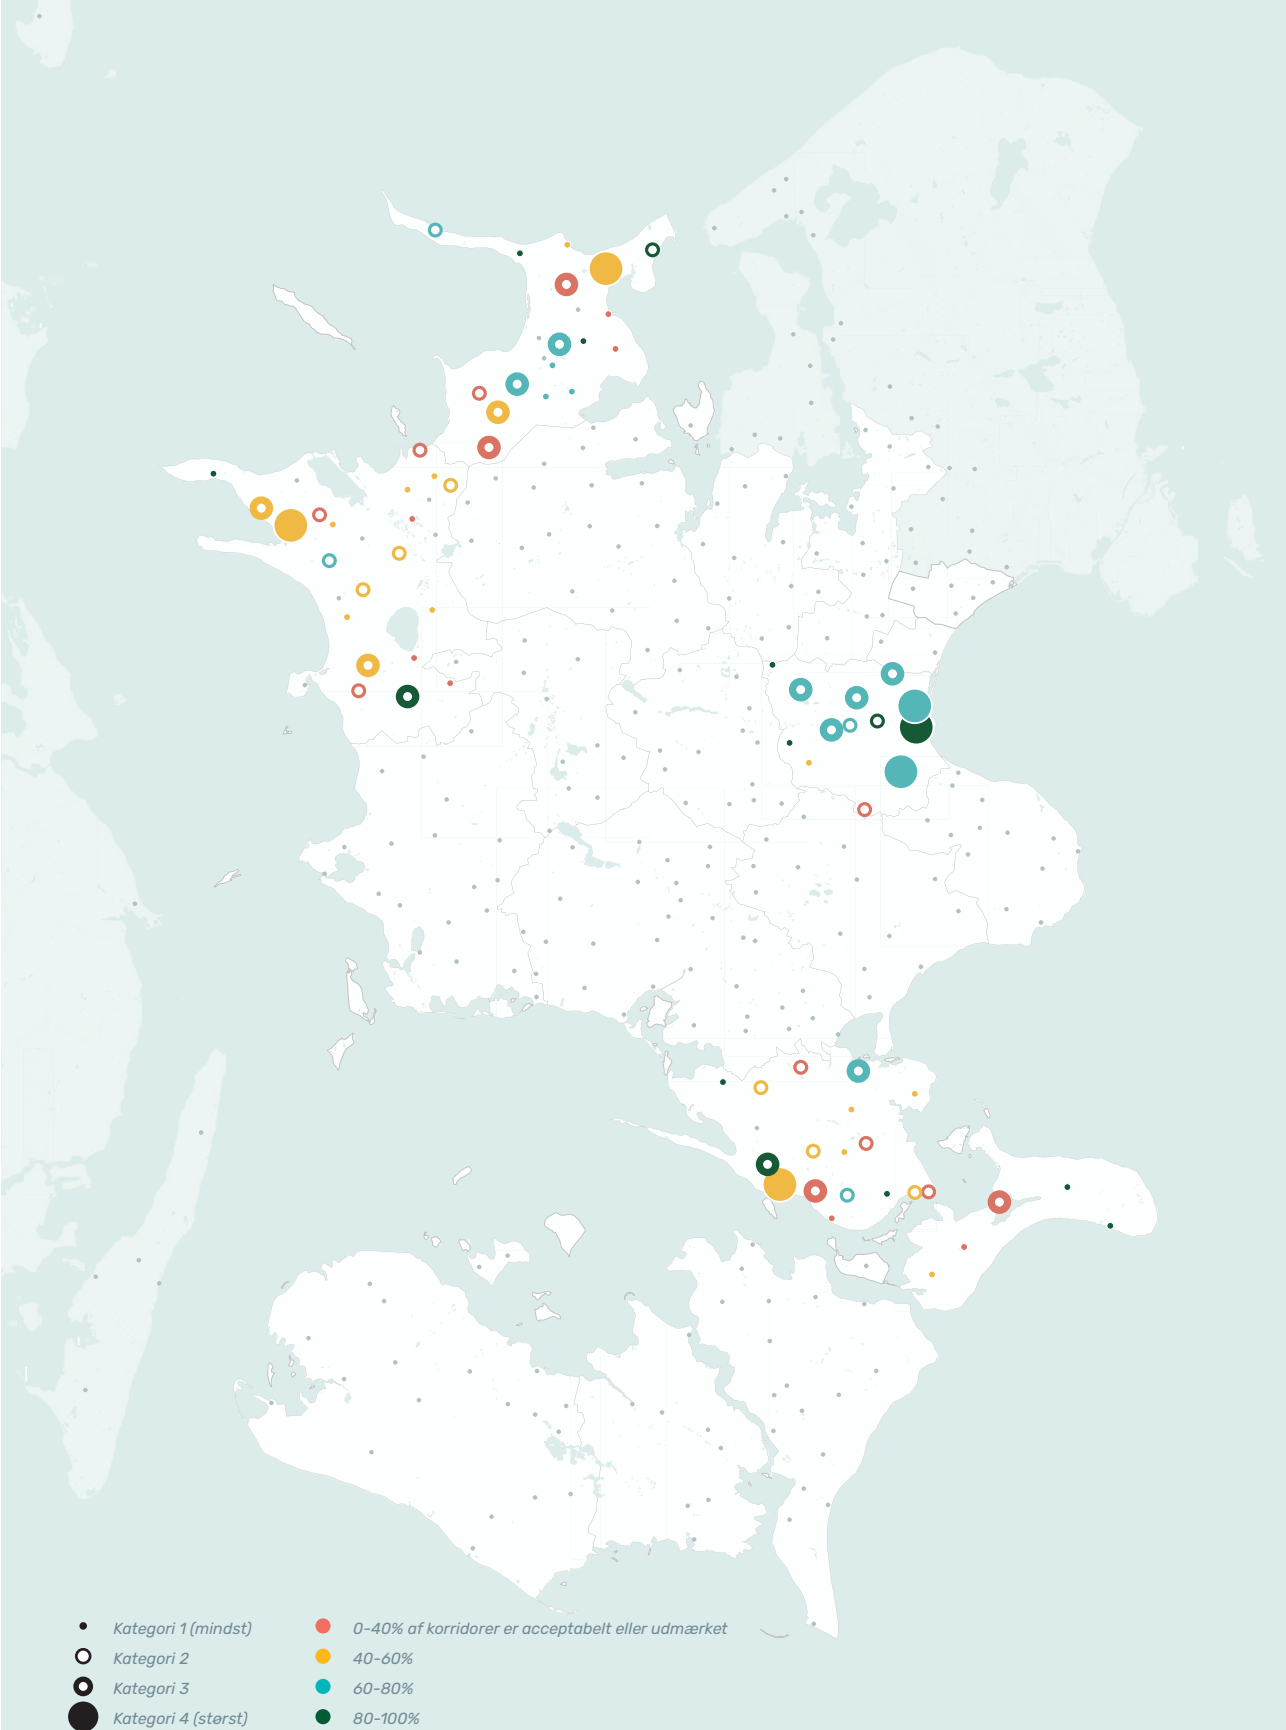 Kategori 1 (mindst)
Kategori 2
Kategori 3
Kategori 4 (størst)
0-40% af korridorer er acceptabelt eller udmærket
40-60%
60-80%
80-100%